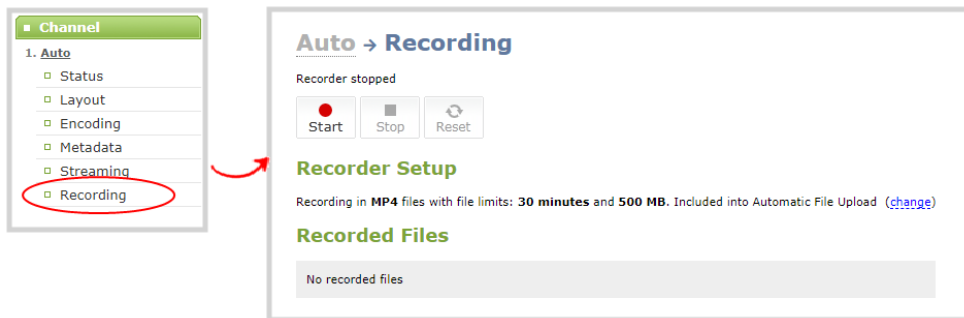 Channel
1. Auto
Status
Layout
Encoding
Metadata
Streaming
Recording
Auto → Recording
Recorder stopped
Start Stop Reset
Recorder Setup
Recording in MP4 files with file limits: 30 minutes and 500 MB. Included into Automatic File Upload (change)
Recorded Files
No recorded files